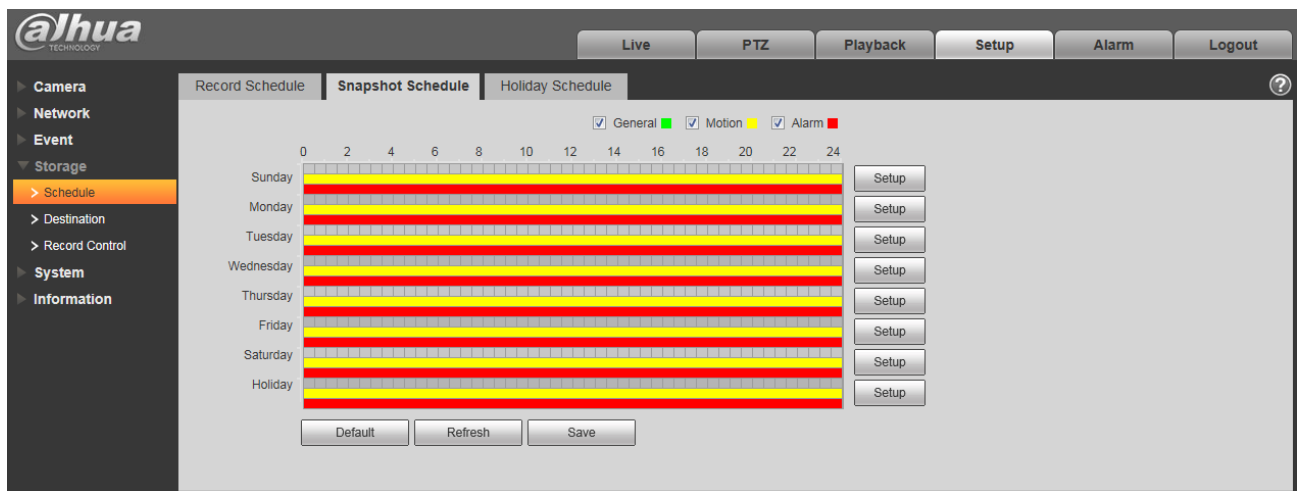 alhua
TECHNOLOGY
Live PTZ Playback Setup Alarm Logout
Camera
Network
Event
Storage
> Schedule
> Destination
> Record Control
System
Information
Record Schedule Snapshot Schedule Holiday Schedule ?
General Motion Alarm
0 2 4 6 8 10 12 14 16 18 20 22 24
Sunday Setup
Monday Setup
Tuesday Setup
Wednesday Setup
Thursday Setup
Friday Setup
Saturday Setup
Holiday Setup
Default Refresh Save